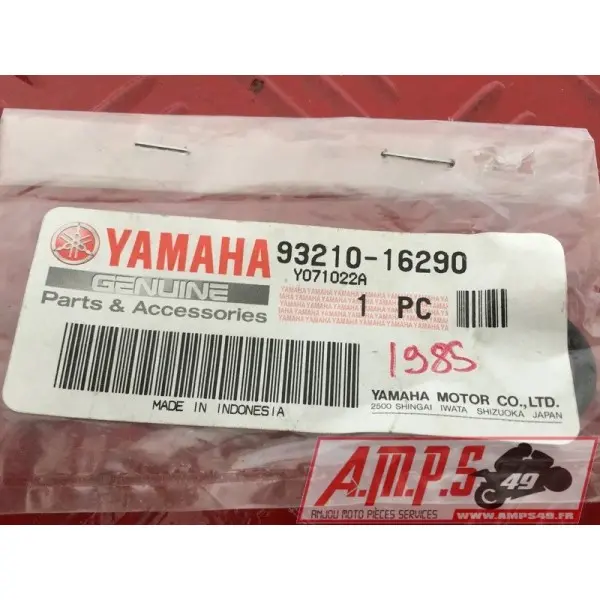 YAMAHA 93210-16290
Y071022A
GENUINE
Parts & Accessories
1 PC
1985
YAMAHA MOTOR CO.,LTD.
2500 SHINGAI IWATA SHIZUOKA JAPAN
MADE IN INDONESIA
A.M.P.S 49
ANJOU MOTO PIÈCES SERVICES
WWW.AMPS49.FR